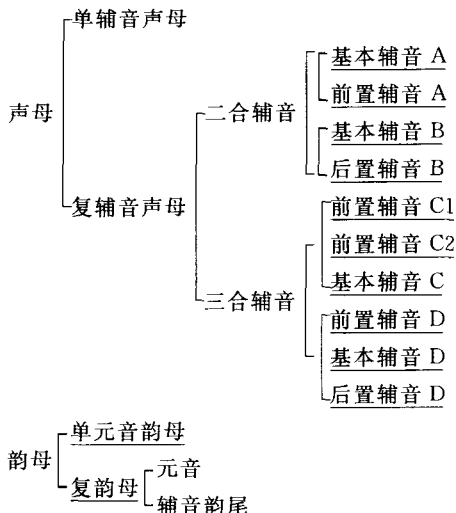 单辅音声母
基本辅音 A
前置辅音 A
声母
二合辅音
基本辅音 B
后置辅音 B
复辅音声母
前置辅音 C1
前置辅音 C2
三合辅音
基本辅音 C
前置辅音 D
基本辅音 D
后置辅音 D
单元音韵母
韵母
元音
复韵母
辅音韵尾